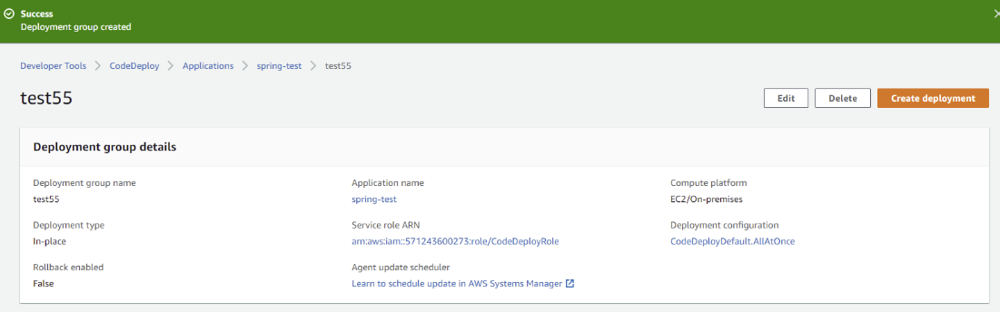 Success
Deployment group created
Developer Tools > CodeDeploy > Applications > spring-test > test55
test55
Edit
Delete
Create deployment
Deployment group details
Deployment group name
Application name
Compute platform
test55
spring-test
EC2/On-premises
Deployment type
Service role ARN
Deployment configuration
In-place
arn:aws:iam::571243600273:role/CodeDeployRole
CodeDeployDefault.AllAtOnce
Rollback enabled
Agent update scheduler
False
Learn to schedule update in AWS Systems Manager